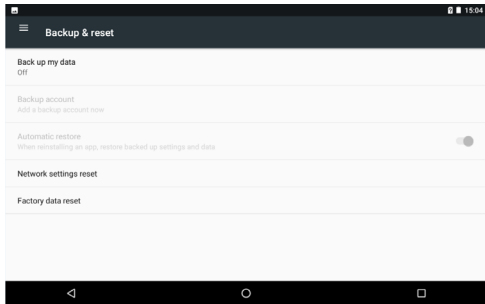 15:04
Backup & reset
Back up my data
Off
Backup account
Add a backup account now
Automatic restore
When reinstalling an app, restore backed up settings and data
Network settings reset
Factory data reset